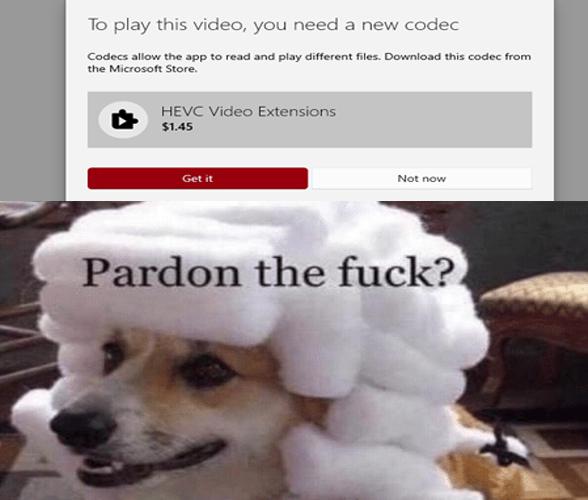 To play this video, you need a new codec
Codecs allow the app to read and play different files. Download this codec from
the Microsoft Store.
HEVC Video Extensions
$1.45
Get it
Not now
Pardon the fuck?